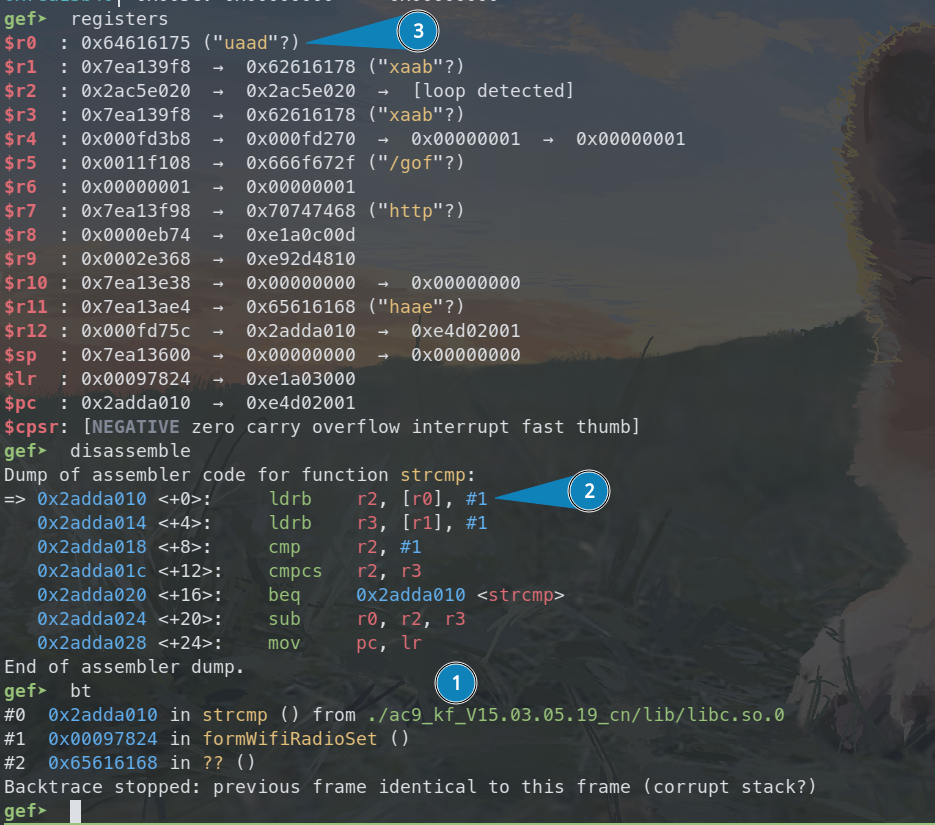 gef➤  registers
$r0  : 0x64616175 ("uaad"?)
3
$r1  : 0x7ea139f8  →  0x62616178 ("xaab"?)
$r2  : 0x2ac5e020  →  0x2ac5e020  →  [loop detected]
$r3  : 0x7ea139f8  →  0x62616178 ("xaab"?)
$r4  : 0x000fd3b8  →  0x000fd270  →  0x00000001  →  0x00000001
$r5  : 0x0011f108  →  0x666f672f ("/gof"?)
$r6  : 0x00000001  →  0x00000001
$r7  : 0x7ea13f98  →  0x70747468 ("http"?)
$r8  : 0x0000eb74  →  0xe1a0c00d
$r9  : 0x0002e368  →  0xe92d4810
$r10 : 0x7ea13e38  →  0x00000000  →  0x00000000
$r11 : 0x7ea13ae4  →  0x65616168 ("haae"?)
$r12 : 0x000fd75c  →  0x2adda010  →  0xe4d02001
$sp  : 0x7ea13600  →  0x00000000  →  0x00000000
$lr  : 0x00097824  →  0xe1a03000
$pc  : 0x2adda010  →  0xe4d02001
$cpsr: [NEGATIVE zero carry overflow interrupt fast thumb]
gef➤  disassemble
Dump of assembler code for function strcmp:
=> 0x2adda010 <+0>:     ldrb    r2, [r0], #1
2
   0x2adda014 <+4>:     ldrb    r3, [r1], #1
   0x2adda018 <+8>:     cmp     r2, #1
   0x2adda01c <+12>:    cmpcs   r2, r3
   0x2adda020 <+16>:    beq     0x2adda010 <strcmp>
   0x2adda024 <+20>:    sub     r0, r2, r3
   0x2adda028 <+24>:    mov     pc, lr
End of assembler dump.
gef➤  bt
1
#0  0x2adda010 in strcmp () from ./ac9_kf_V15.03.05.19_cn/lib/libc.so.0
#1  0x00097824 in formWifiRadioSet ()
#2  0x65616168 in ?? ()
Backtrace stopped: previous frame identical to this frame (corrupt stack?)
gef➤